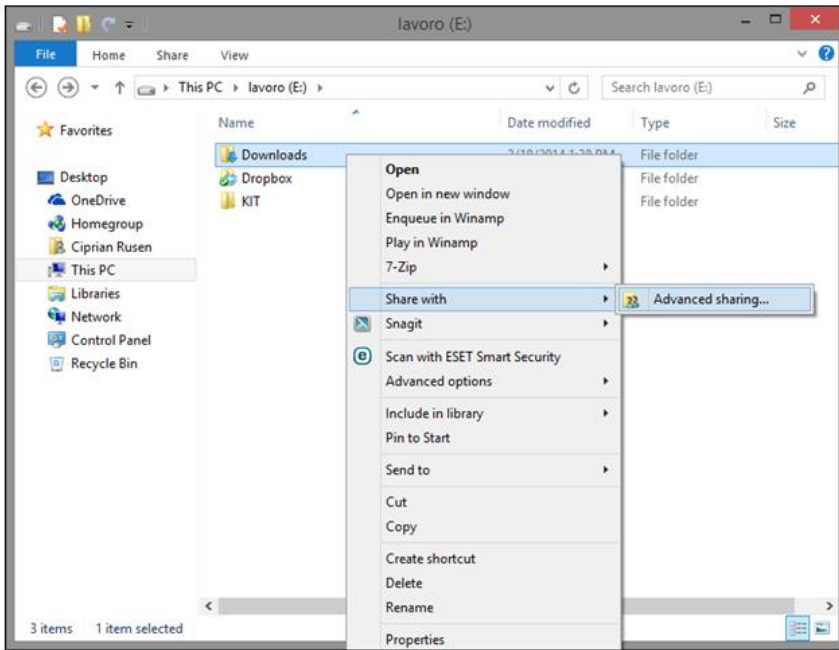 lavoro (E:)
File Home Share View
This PC lavoro (E:) Search lavoro (E:)
Name Date modified Type Size
Favorites
Desktop
OneDrive
Homegroup
Ciprian Rusen
This PC
Libraries
Network
Control Panel
Recycle Bin
Downloads File folder
Dropbox File folder
KIT File folder
Open
Open in new window
Enqueue in Winamp
Play in Winamp
7-Zip
Share with
Advanced sharing...
Snagit
Scan with ESET Smart Security
Advanced options
Include in library
Pin to Start
Send to
Cut
Copy
Create shortcut
Delete
Rename
Properties
3 items 1 item selected